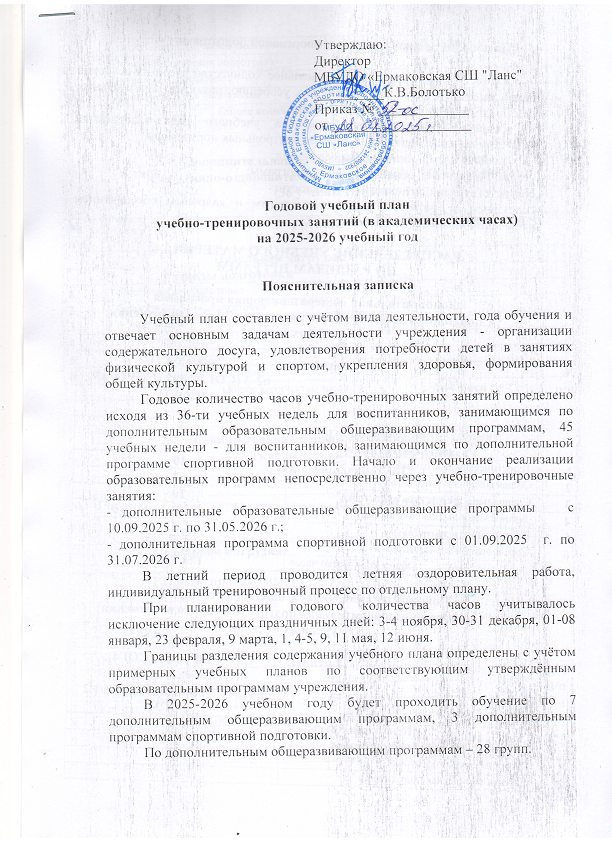 Утверждаю:
Директор
МБУДО «Ермаковская СШ "Ланс"
К.В.Болотько
Приказ №
от 28.08.2025 г
МБУДО
«Ермаковская
СШ «Ланс»
с. Ермаковское
Годовой учебный план
учебно-тренировочных занятий (в академических часах)
на 2025-2026 учебный год
Пояснительная записка
Учебный план составлен с учётом вида деятельности, года обучения и
отвечает основным задачам деятельности учреждения - организации
содержательного досуга, удовлетворения потребности детей в занятиях
физической культурой и спортом, укрепления здоровья, формирования
общей культуры.
Годовое количество часов учебно-тренировочных занятий определено
исходя из 36-ти учебных недель для воспитанников, занимающимся по
дополнительным образовательным общеразвивающим программам, 45
учебных недели - для воспитанников, занимающимся по дополнительной
программе спортивной подготовки. Начало и окончание реализации
образовательных программ непосредственно через учебно-тренировочные
занятия:
- дополнительные образовательные общеразвивающие программы с
10.09.2025 г. по 31.05.2026 г.;
- дополнительная программа спортивной подготовки с 01.09.2025 г. по
31.07.2026 г.
В летний период проводится летняя оздоровительная работа,
индивидуальный тренировочный процесс по отдельному плану.
При планировании годового количества часов учитывалось
исключение следующих праздничных дней: 3-4 ноября, 30-31 декабря, 01-08
января, 23 февраля, 9 марта, 1, 4-5, 9, 11 мая, 12 июня.
Границы разделения содержания учебного плана определены с учётом
примерных учебных планов по соответствующим утверждённым
образовательным программам учреждения.
В 2025-2026 учебном году будет проходить обучение по 7
дополнительным общеразвивающим программам, 3 дополнительным
программам спортивной подготовки.
По дополнительным общеразвивающим программам – 28 групп.